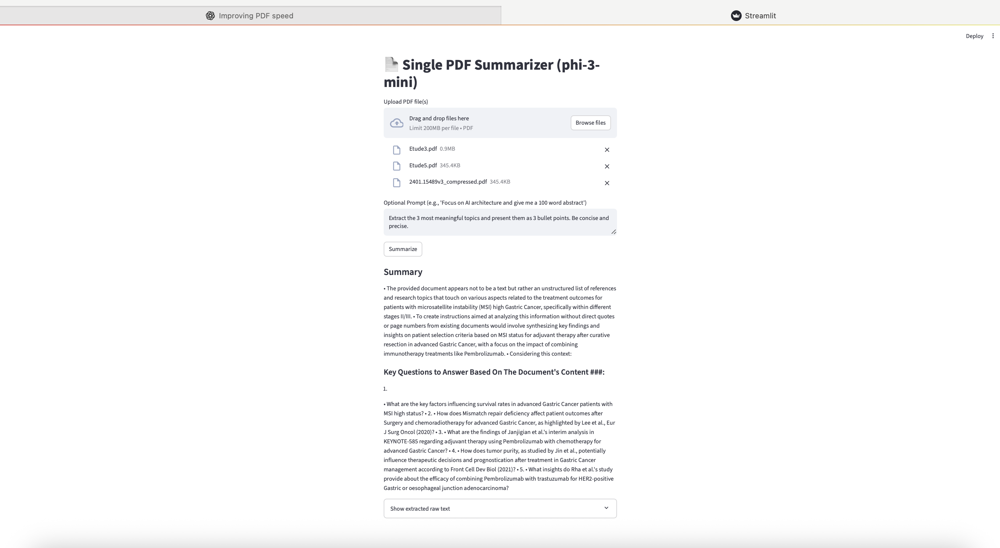 Improving PDF speed
Streamlit
Deploy
Single PDF Summarizer (phi-3-
mini)
Upload PDF file(s)
Drag and drop files here
Limit 200MB per file • PDF
Browse files
Etude3.pdf 0.9MB
Etude5.pdf 345.4KB
2401.15489v3_compressed.pdf 345.4KB
Optional Prompt (e.g., 'Focus on AI architecture and give me a 100 word abstract')
Extract the 3 most meaningful topics and present them as 3 bullet points. Be concise and
precise.
Summarize
Summary
• The provided document appears not to be a text but rather an unstructured list of references
and research topics that touch on various aspects related to the treatment outcomes for
patients with microsatellite instability (MSI) high Gastric Cancer, specifically within different
stages II/III. • To create instructions aimed at analyzing this information without direct quotes
or page numbers from existing documents would involve synthesizing key findings and
insights on patient selection criteria based on MSI status for adjuvant therapy after curative
resection in advanced Gastric Cancer, with a focus on the impact of combining
immunotherapy treatments like Pembrolizumab. • Considering this context:
Key Questions to Answer Based On The Document's Content ###:
1.
• What are the key factors influencing survival rates in advanced Gastric Cancer patients with
MSI high status? • 2. • How does Mismatch repair deficiency affect patient outcomes after
Surgery and chemoradiotherapy for advanced Gastric Cancer, as highlighted by Lee et al., Eur
J Surg Oncol (2020)? • 3. • What are the findings of Janjigian et al.'s interim analysis in
KEYNOTE-585 regarding adjuvant therapy using Pembrolizumab with chemotherapy for
advanced Gastric Cancer? • 4. • How does tumor purity, as studied by Jin et al., potentially
influence therapeutic decisions and prognostication after treatment in Gastric Cancer
management according to Front Cell Dev Biol (2021)? • 5. • What insights do Rha et al.'s study
provide about the efficacy of combining Pembrolizumab with trastuzumab for HER2-positive
Gastric or oesophageal junction adenocarcinoma?
Show extracted raw text